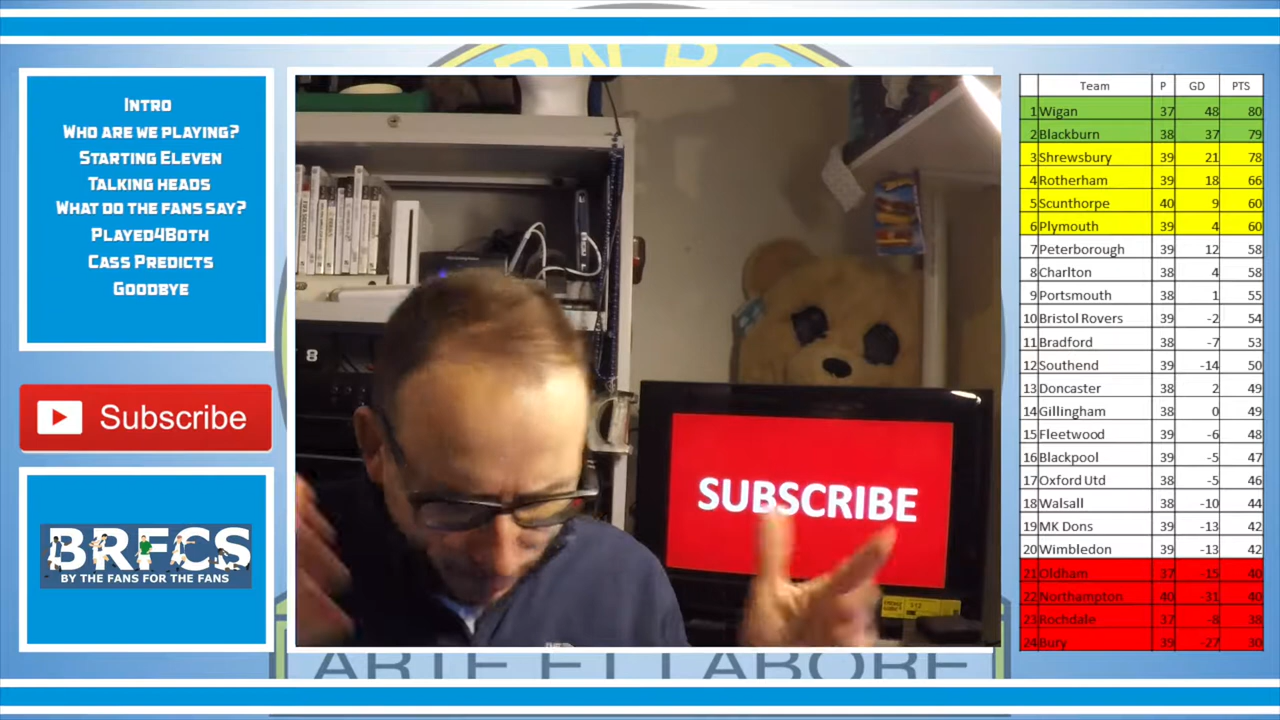 RN RO
INTRO
WHO ARE WE PLAYING?
STARTING ELEVEN
TALKING HEADS
WHAT DO THE FANS SAY?
PLAYED4BOTH
CASS PREDICTS
GOODBYE
Subscribe
BRFCS
BY THE FANS FOR THE FANS
8
SUBSCRIBE
ARTE ET LABORE
Team P GD PTS
1 Wigan 37 48 80
2 Blackburn 38 37 79
3 Shrewsbury 39 21 78
4 Rotherham 39 18 66
5 Scunthorpe 40 9 60
6 Plymouth 39 4 60
7 Peterborough 39 12 58
8 Charlton 38 4 58
9 Portsmouth 38 1 55
10 Bristol Rovers 39 -2 54
11 Bradford 38 -7 53
12 Southend 39 -14 50
13 Doncaster 38 2 49
14 Gillingham 38 0 49
15 Fleetwood 39 -6 48
16 Blackpool 39 -5 47
17 Oxford Utd 38 -5 46
18 Walsall 38 -10 44
19 MK Dons 39 -13 42
20 Wimbledon 39 -13 42
21 Oldham 37 -15 40
22 Northampton 40 -31 40
23 Rochdale 37 -8 38
24 Bury 39 -27 30